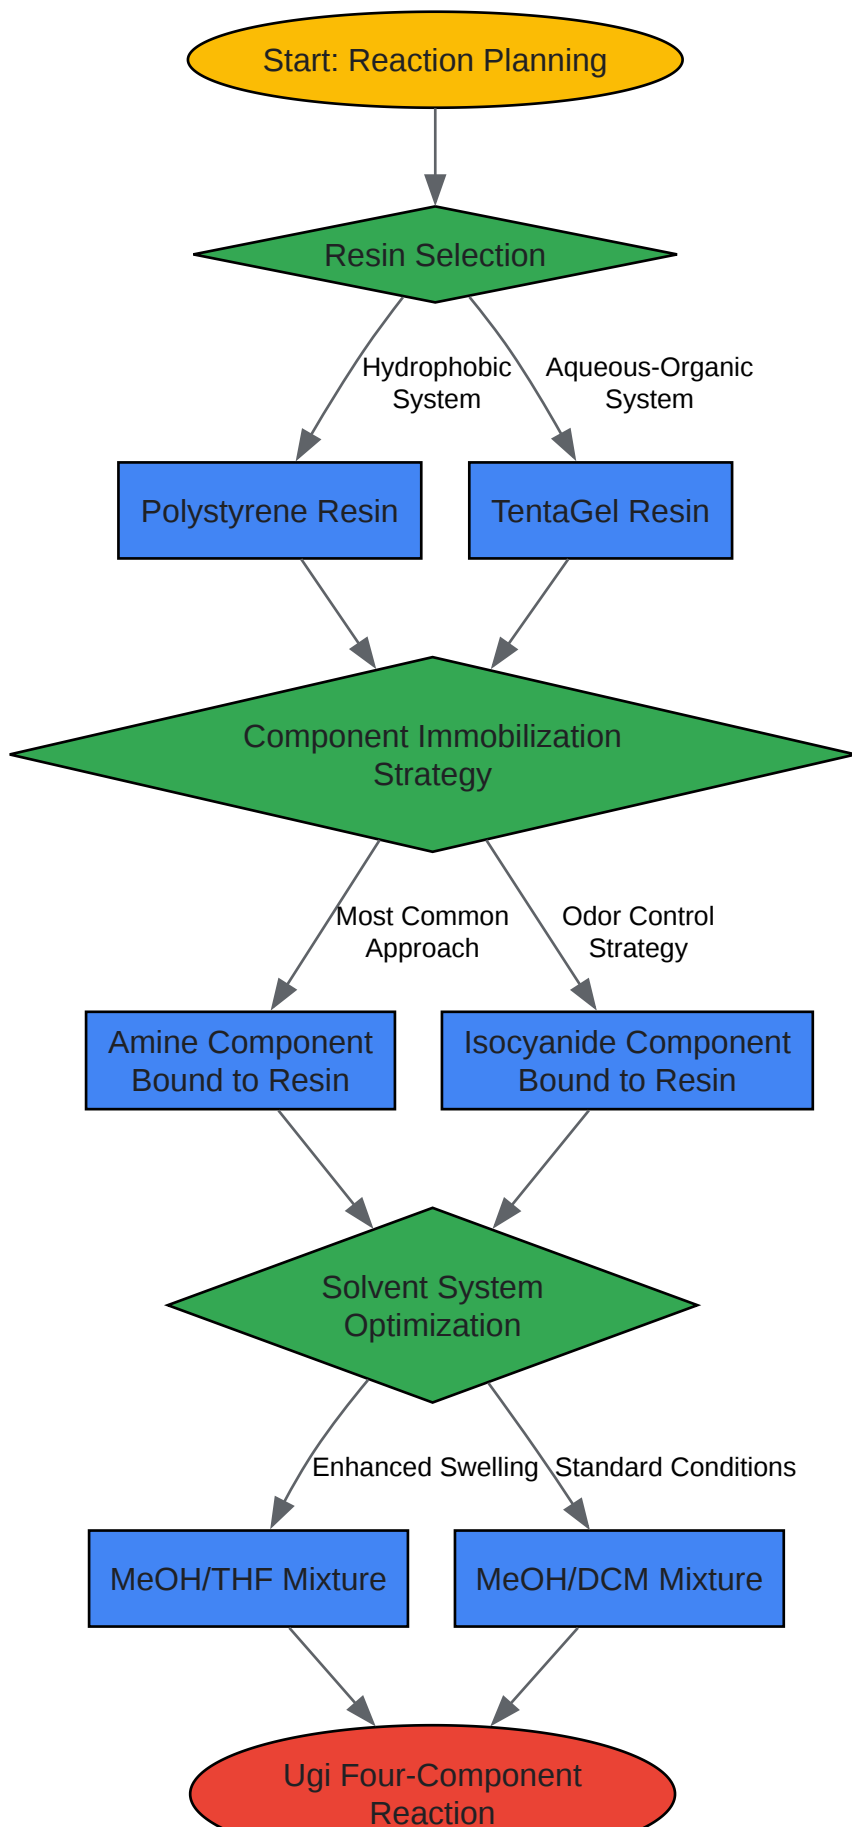 Start: Reaction Planning
Resin Selection
Hydrophobic
System
Aqueous-Organic
System
Polystyrene Resin
TentaGel Resin
Component Immobilization
Strategy
Most Common
Approach
Odor Control
Strategy
Amine Component
Bound to Resin
Isocyanide Component
Bound to Resin
Solvent System
Optimization
Enhanced Swelling
Standard Conditions
MeOH/THF Mixture
MeOH/DCM Mixture
Ugi Four-Component
Reaction